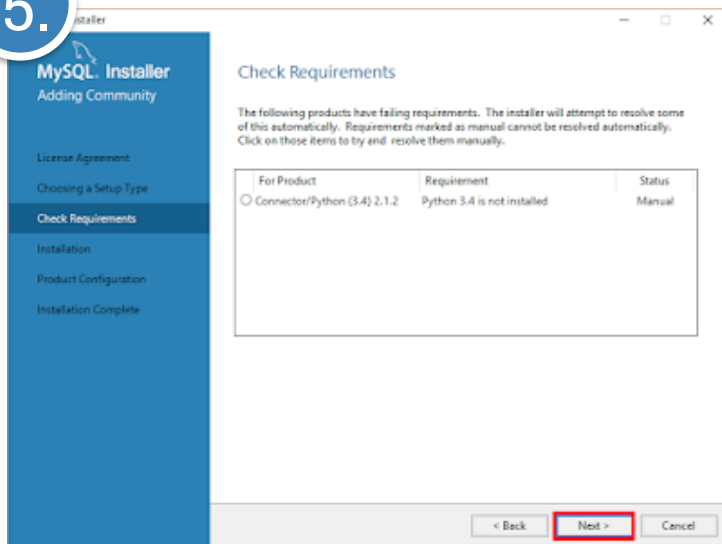 5.
staller
MySQL. Installer
Adding Community
License Agreement
Choosing a Setup Type
Check Requirements
Installation
Product Configuration
Installation Complete
Check Requirements
The following products have failing requirements. The installer will attempt to resolve some
of this automatically. Requirements marked as manual cannot be resolved automatically.
Click on those items to try and resolve them manually.
For Product Requirement Status
Connector/Python (3.4) 2.1.2 Python 3.4 is not installed Manual
< Back Next > Cancel